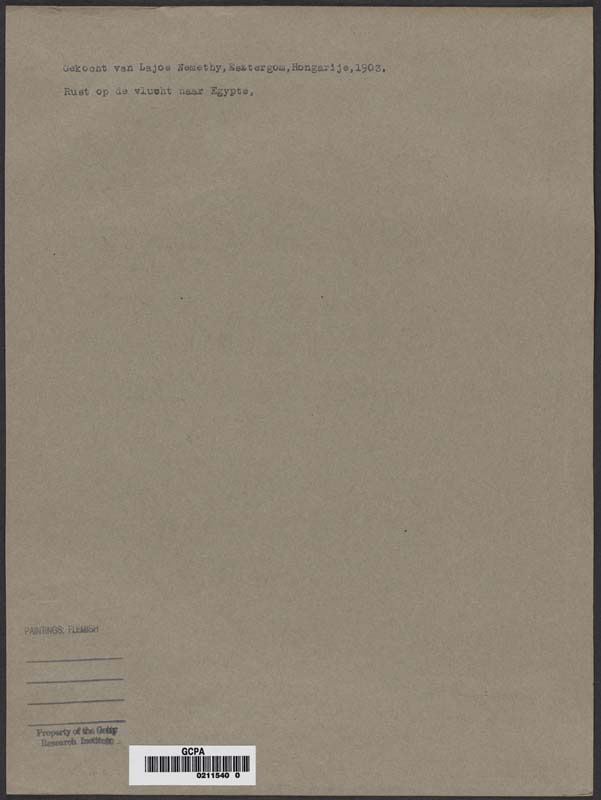 Gekocht van Lajos Nemethy,Esztergom,Hongarije,1903.
Rust op de vlucht naar Egypte.
PAINTINGS: FLEMISH
Property of the Getty
Research Institute
GCPA
0211540 0